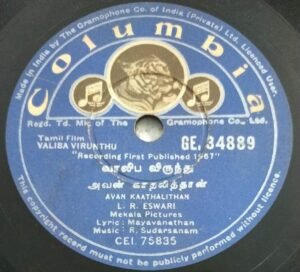 Made in India by The Gramophone Co. of India (Private) Ltd. Licenced User.
Columbia
Regd. Td. Mk. of The Gramophone Co., Ltd.
Tamil Film
VALIBA VIRUNTHU
GE. 34889
"Recording First Published 1967"
வாலிப விருந்து
அவன் காதலித்தான்
AVAN KAATHALITHAN
L. R. ESWARI
Mekala Pictures
Lyric: Mayavanathan
Music: R. Sudarsanam
CEI. 75835
This copyright record must not be publicly performed without licence